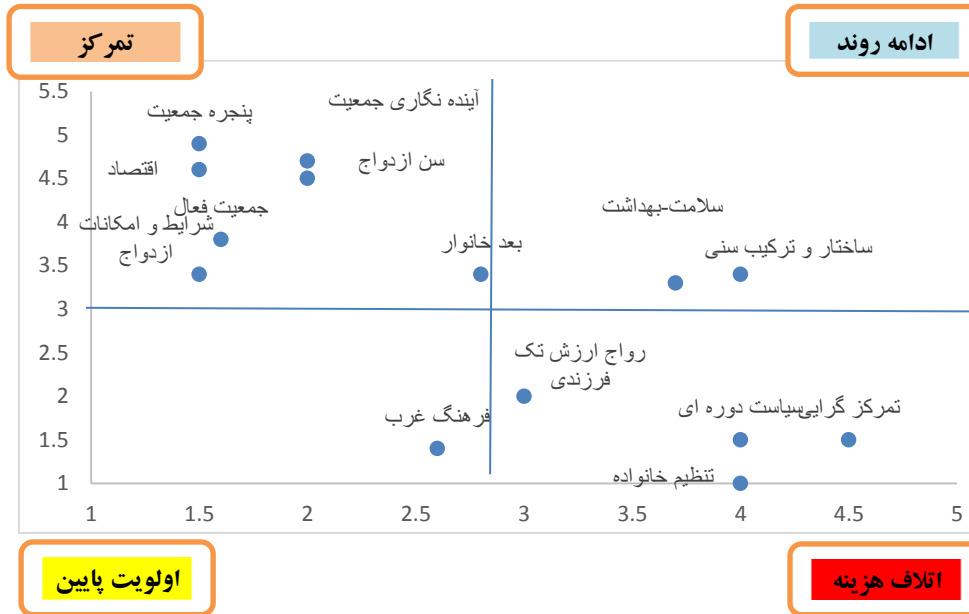 ادامه روند
تمرکز
5.5
آینده نگاری جمعیت
پنجره جمعیت
5
سن ازدواج
اقتصاد
4.5
جمعیت فعال
سلامت-بهداشت
4
شرایط و امکانات
ازدواج
بعد خانوار
ساختار و ترکیب سنی
3.5
3
2.5
رواج ارزش تک
فرزندی
2
فرهنگ غرب
سیاست دوره ای
تمرکز گرایی
1.5
تنظیم خانواده
1
1 1.5 2 2.5 3 3.5 4 4.5 5
اتلاف هزینه
اولویت پایین